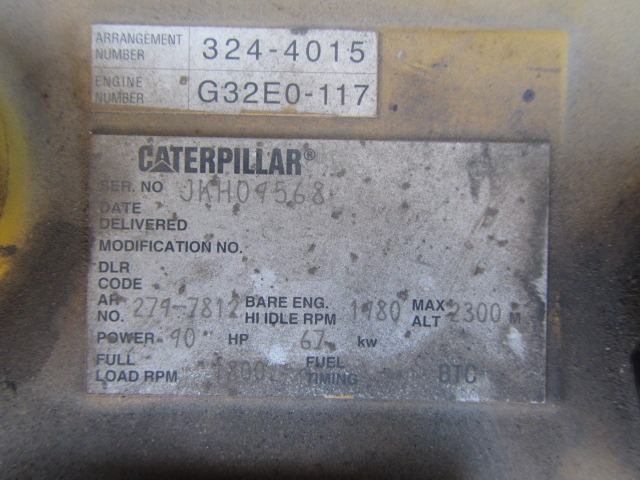 ARRANGEMENT NUMBER 324-4015
ENGINE NUMBER G32E0-117
CATERPILLAR®
SER. NO JKH04568
DATE
DELIVERED
MODIFICATION NO.
DLR
CODE
AR NO. 279-7812 BARE ENG. HI IDLE RPM 1980 MAX ALT 2300 M
POWER 90 HP 67 kw
FULL LOAD RPM 1800 FUEL TIMING BTC